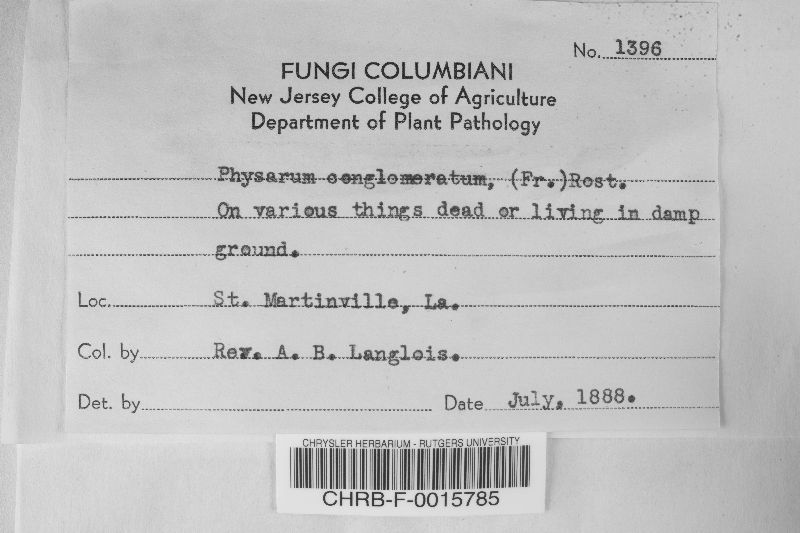 No. 1396
FUNGI COLUMBIANI
New Jersey College of Agriculture
Department of Plant Pathology
Physarum conglomeratum, (Fr.)Rost.
On various things dead or living in damp
ground.
Loc. St. Martinville, La.
Col. by Rev. A. B. Langlois.
Det. by
Date July, 1888.
CHRYSLER HERBARIUM - RUTGERS UNIVERSITY
CHRB-F-0015785